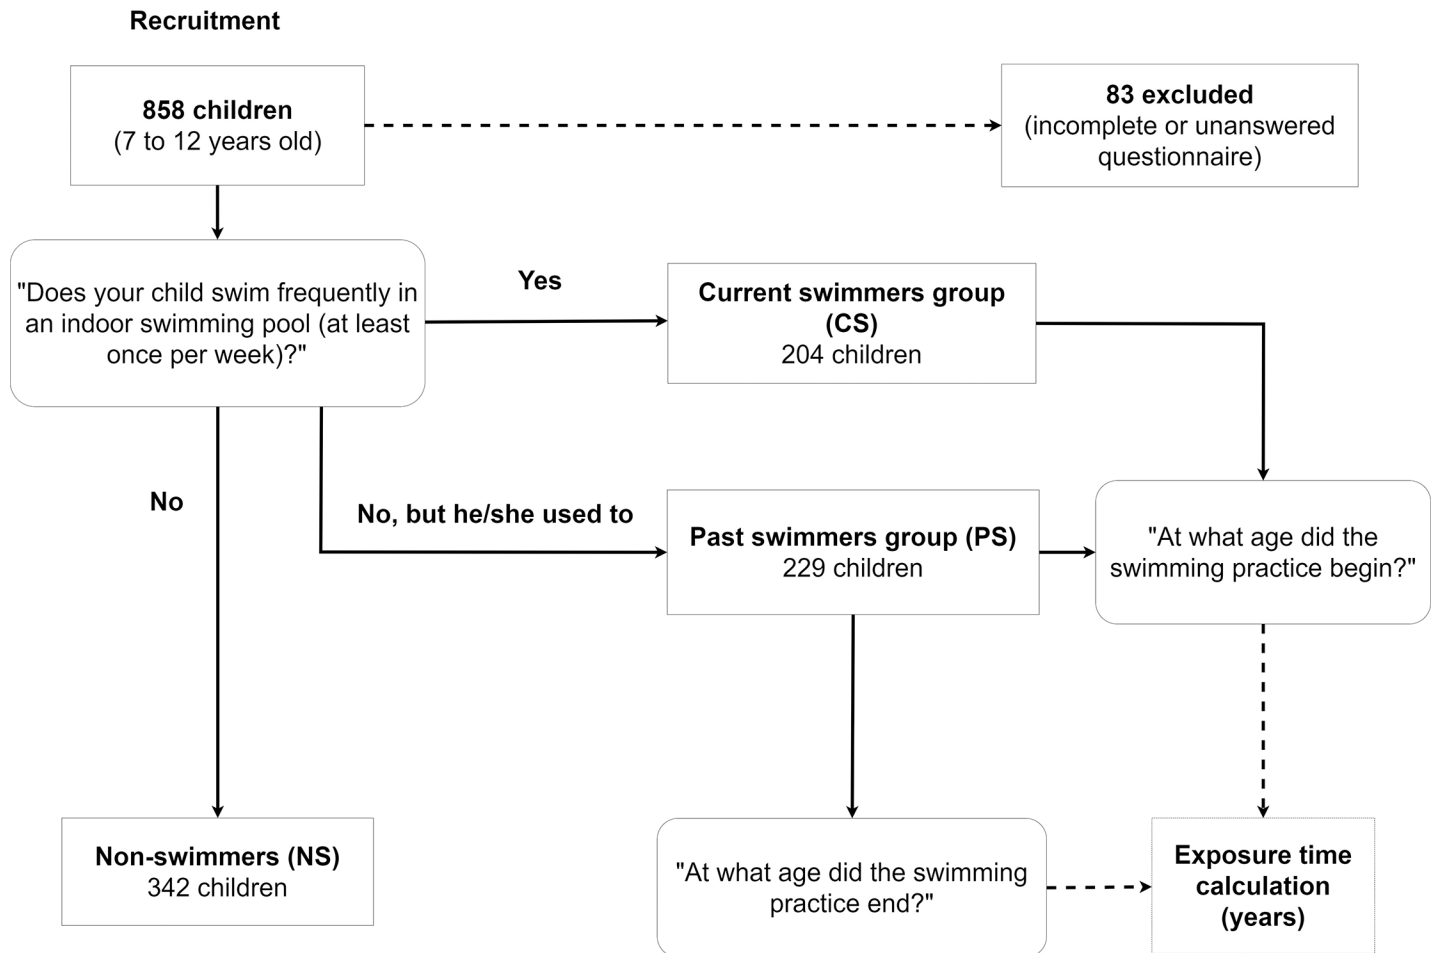 Recruitment
858 children
(7 to 12 years old)
83 excluded
(incomplete or unanswered
questionnaire)
"Does your child swim frequently in
an indoor swimming pool (at least
once per week)?"
Yes
Current swimmers group
(CS)
204 children
No
No, but he/she used to
Past swimmers group (PS)
229 children
"At what age did the
swimming practice begin?"
Non-swimmers (NS)
342 children
"At what age did the swimming
practice end?"
Exposure time
calculation
(years)